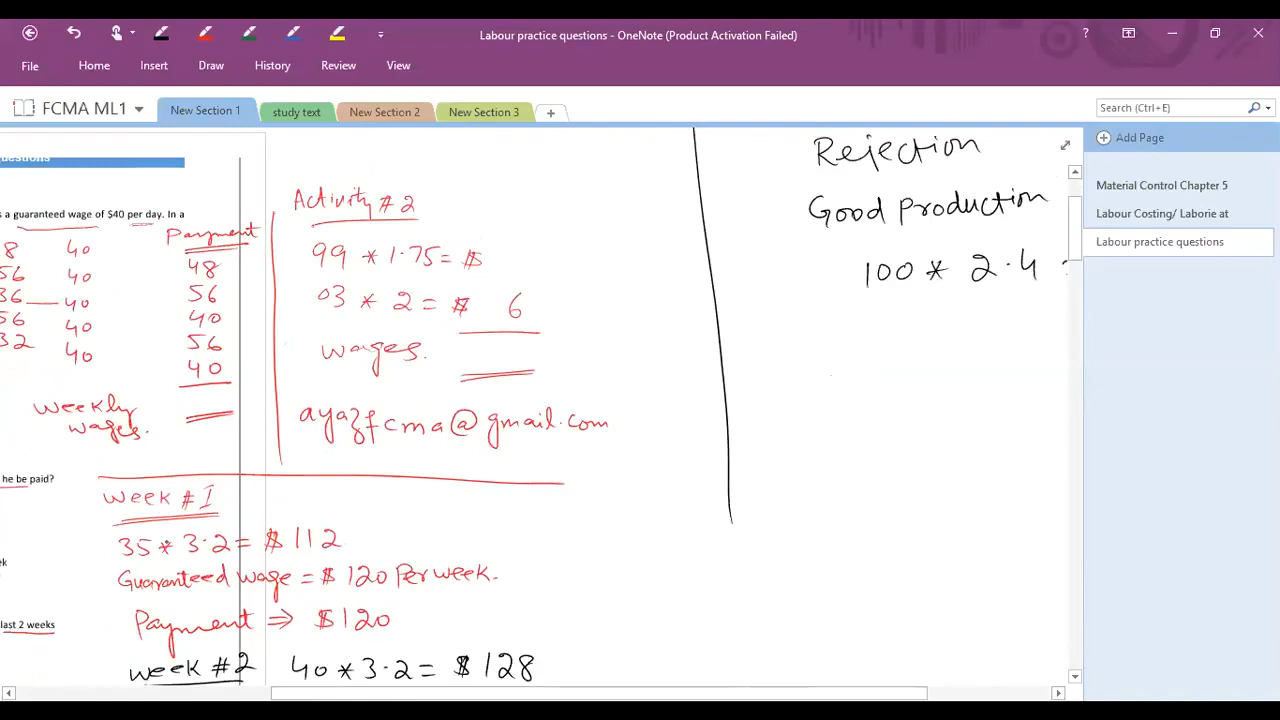 Labour practice questions - OneNote (Product Activation Failed)
File Home Insert Draw History Review View
FCMA ML1 New Section 1 study text New Section 2 New Section 3
Search (Ctrl+E)
Add Page
Material Control Chapter 5
Labour Costing/ Laborie at
Labour practice questions
uestions
s a guaranteed wage of $40 per day. In a
Payment
8 40 48
56 40 56
36 40 40
56 40 56
32 40 40
Weekly
wages.
Activity # 2
99 * 1.75 = $
03 * 2 = $ 6
wages.
ayazfcma@gmail.com
Rejection
Good Production
100 * 2.4
he be paid?
Week # I
35 * 3.2 = $ 112
Guaranteed wage = $ 120 Per week.
Payment ⇒ $120
last 2 weeks
week #2 40 * 3.2 = $ 128